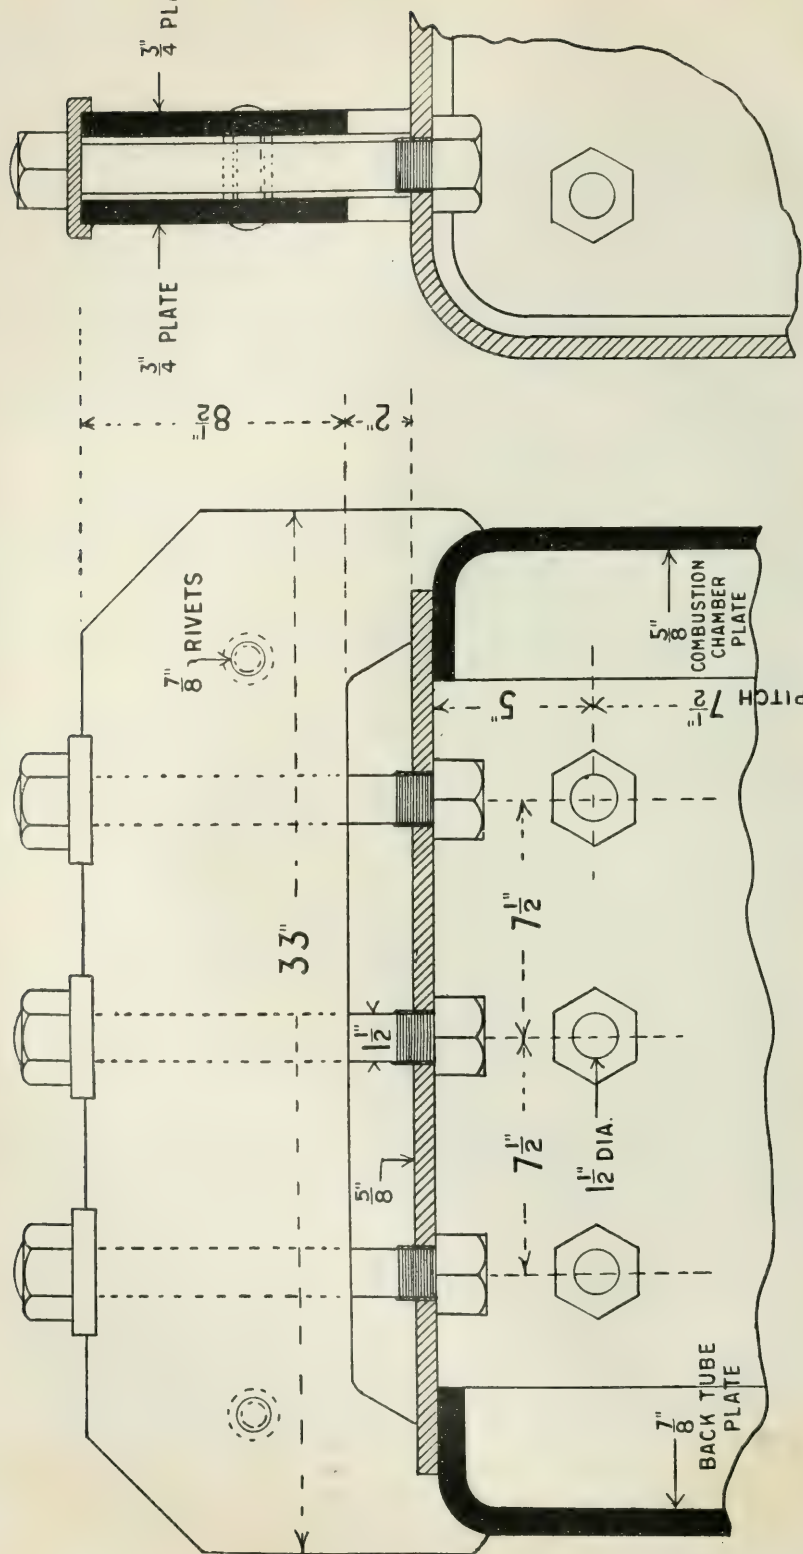 3/4" PLATE
3/4" PL
8 1/2"
2"
7/8" RIVETS
33"
1 1/2"
5/8"
5"
PITCH 7 1/2"
7 1/2"
7 1/2"
1 1/2" DIA.
5/8"
COMBUSTION
CHAMBER
PLATE
7/8"
BACK TUBE
PLATE